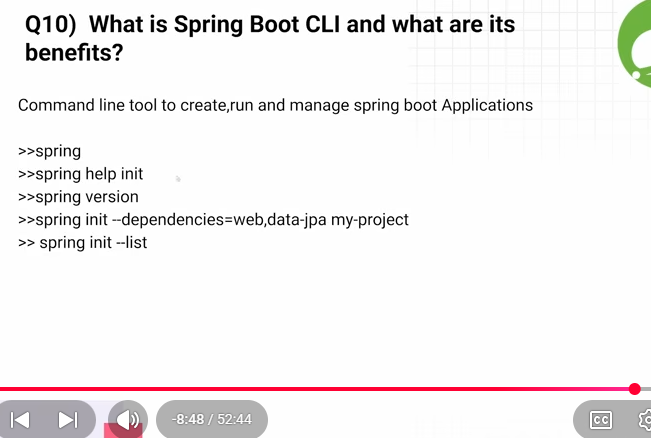 Q10)  What is Spring Boot CLI and what are its
benefits?
Command line tool to create,run and manage spring boot Applications
>>spring
>>spring help init
>>spring version
>>spring init --dependencies=web,data-jpa my-project
>> spring init --list
-8:48 / 52:44
CC